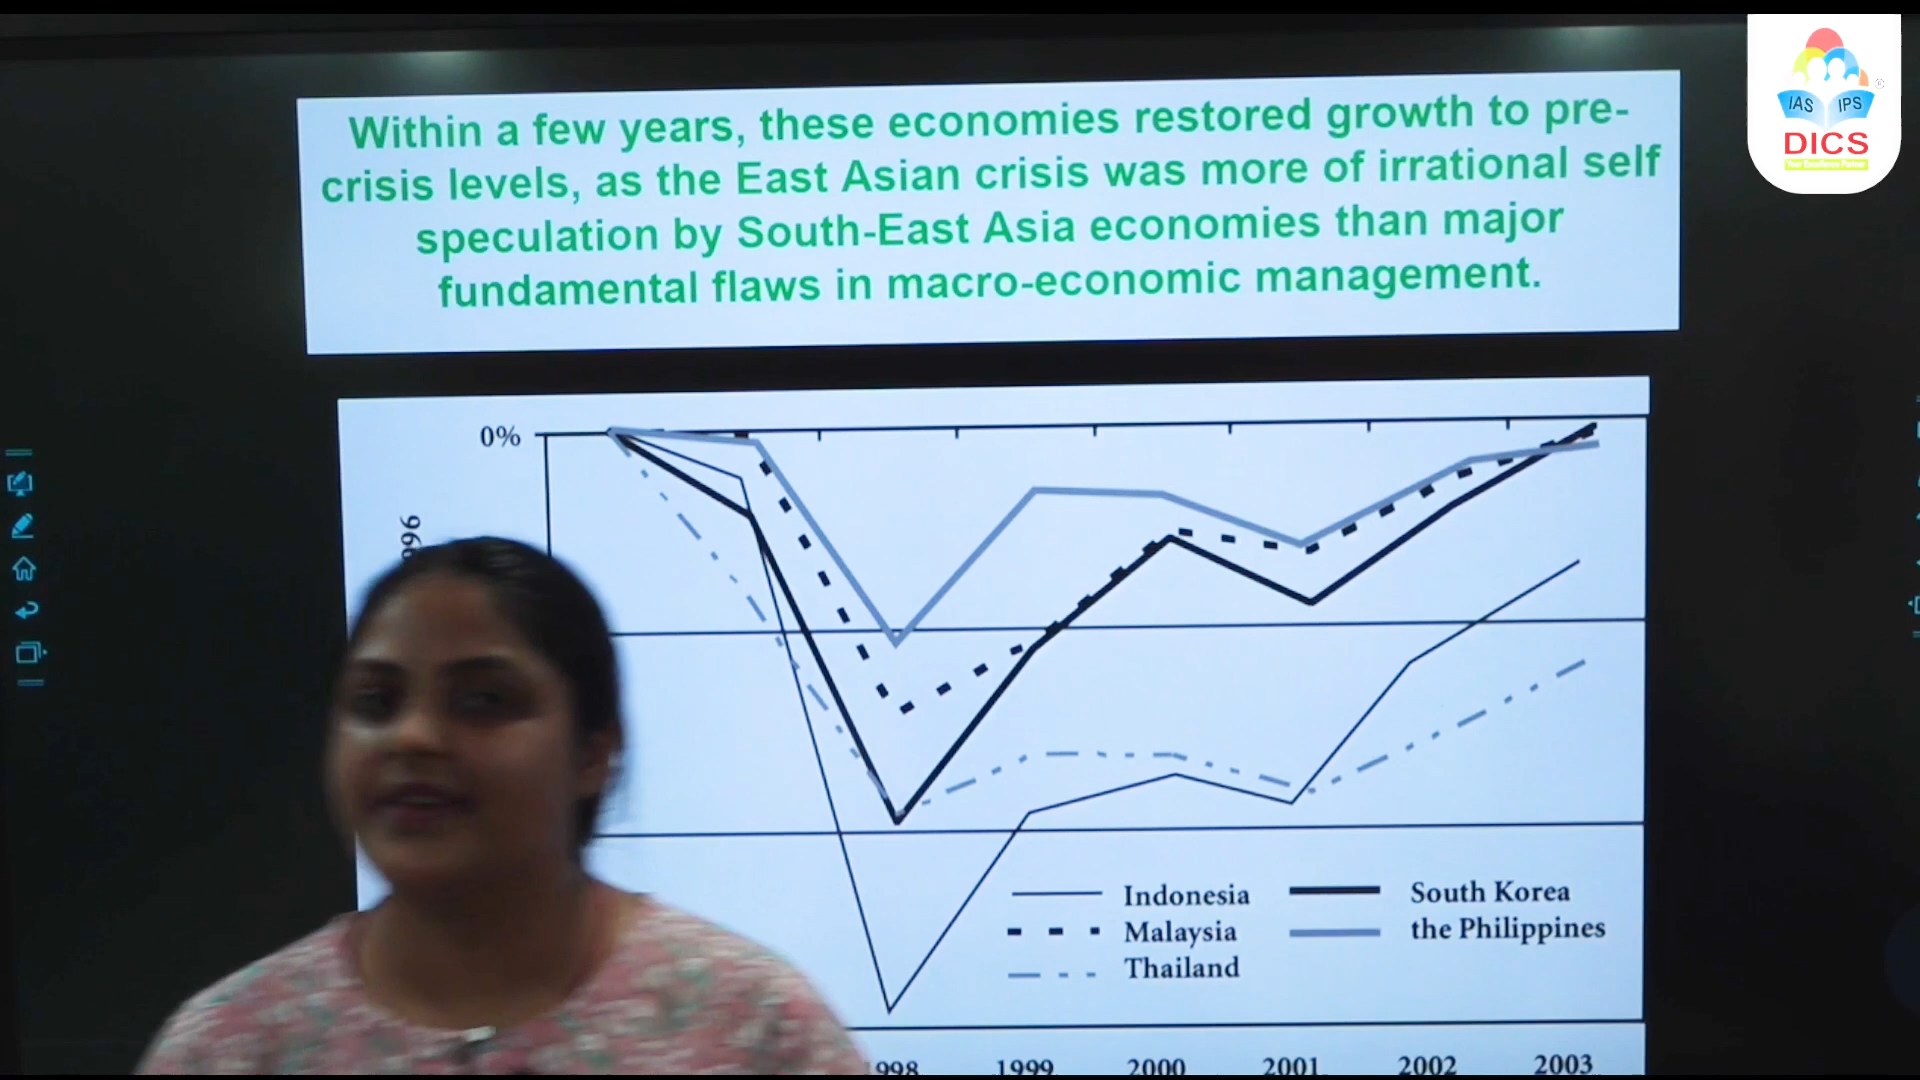 Within a few years, these economies restored growth to pre-
crisis levels, as the East Asian crisis was more of irrational self
speculation by South-East Asia economies than major
fundamental flaws in macro-economic management.
IAS IPS
DICS
0%
Indonesia
South Korea
Malaysia
the Philippines
Thailand
1999
2000
2001
2002
2003